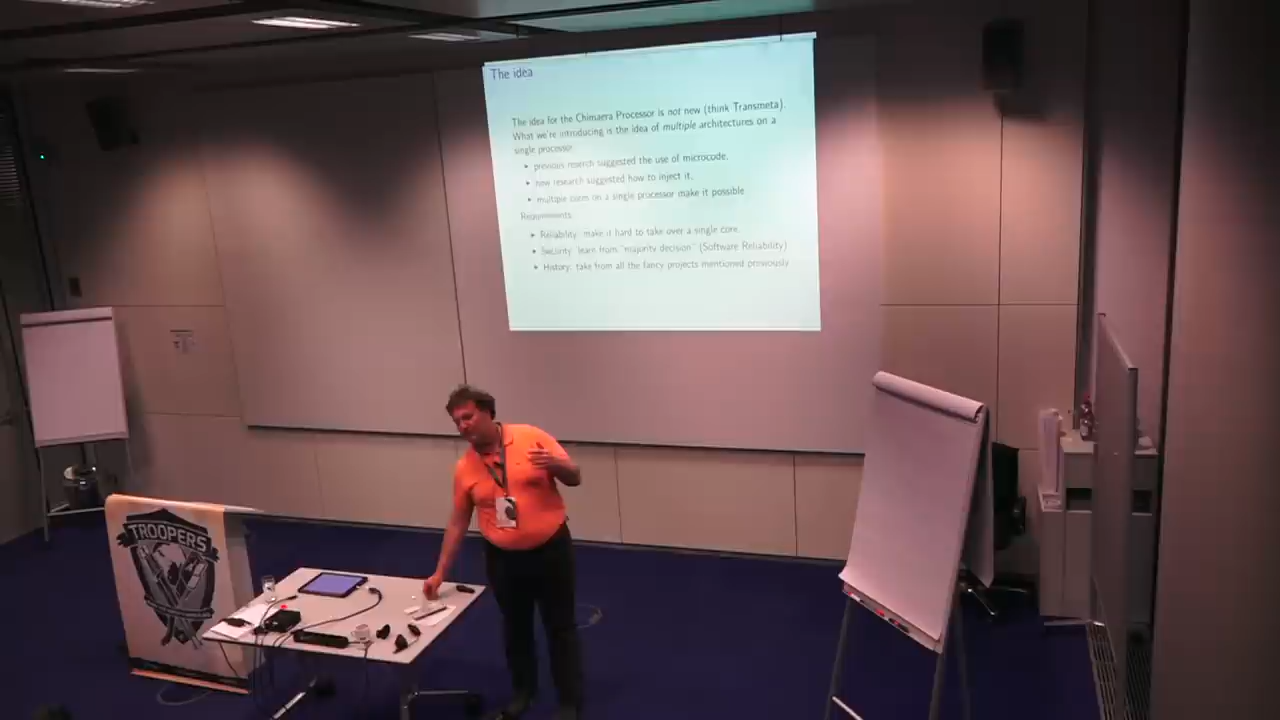 The idea
The idea for the Chimaera Processor is not new (think Transmeta).
What we're introducing is the idea of multiple architectures on a
single processor
previous reserch suggested the use of microcode.
new research suggested how to inject it.
multiple cores on a single processor make it possible
Requirements:
Reliability: make it hard to take over a single core.
Security: learn from "majority decision" (Software Reliability)
History: take from all the fancy projects mentioned previously
TROOPERS